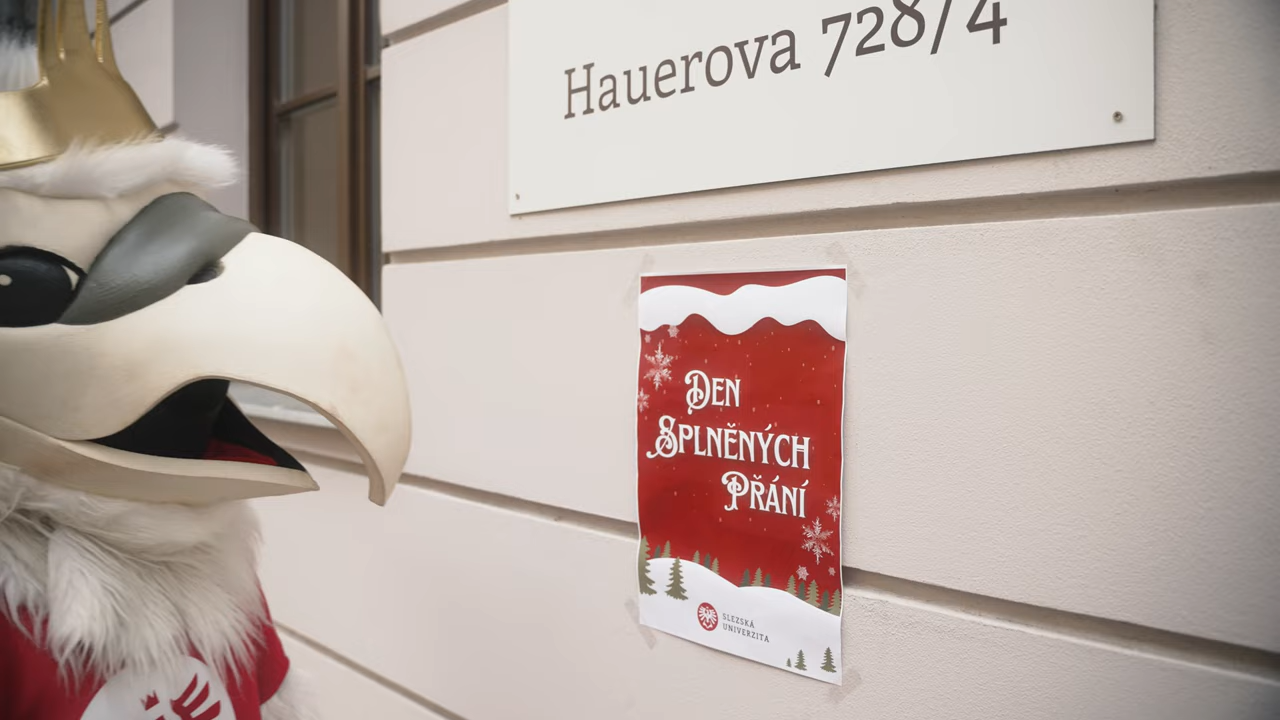 Hauerova 728/4
Den
Splněných
Přání
SLEZSKÁ
UNIVERZITA